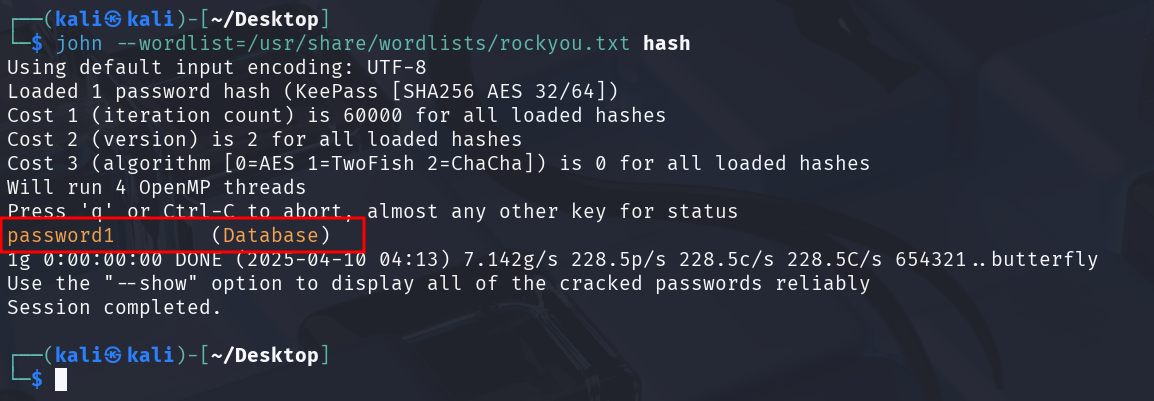 ┌──(kali㉿kali)-[~/Desktop]
└─$ john --wordlist=/usr/share/wordlists/rockyou.txt hash
Using default input encoding: UTF-8
Loaded 1 password hash (KeePass [SHA256 AES 32/64])
Cost 1 (iteration count) is 60000 for all loaded hashes
Cost 2 (version) is 2 for all loaded hashes
Cost 3 (algorithm [0=AES 1=TwoFish 2=ChaCha]) is 0 for all loaded hashes
Will run 4 OpenMP threads
Press 'q' or Ctrl-C to abort, almost any other key for status
password1        (Database)
1g 0:00:00:00 DONE (2025-04-10 04:13) 7.142g/s 228.5p/s 228.5c/s 228.5C/s 654321..butterfly
Use the "--show" option to display all of the cracked passwords reliably
Session completed.
┌──(kali㉿kali)-[~/Desktop]
└─$